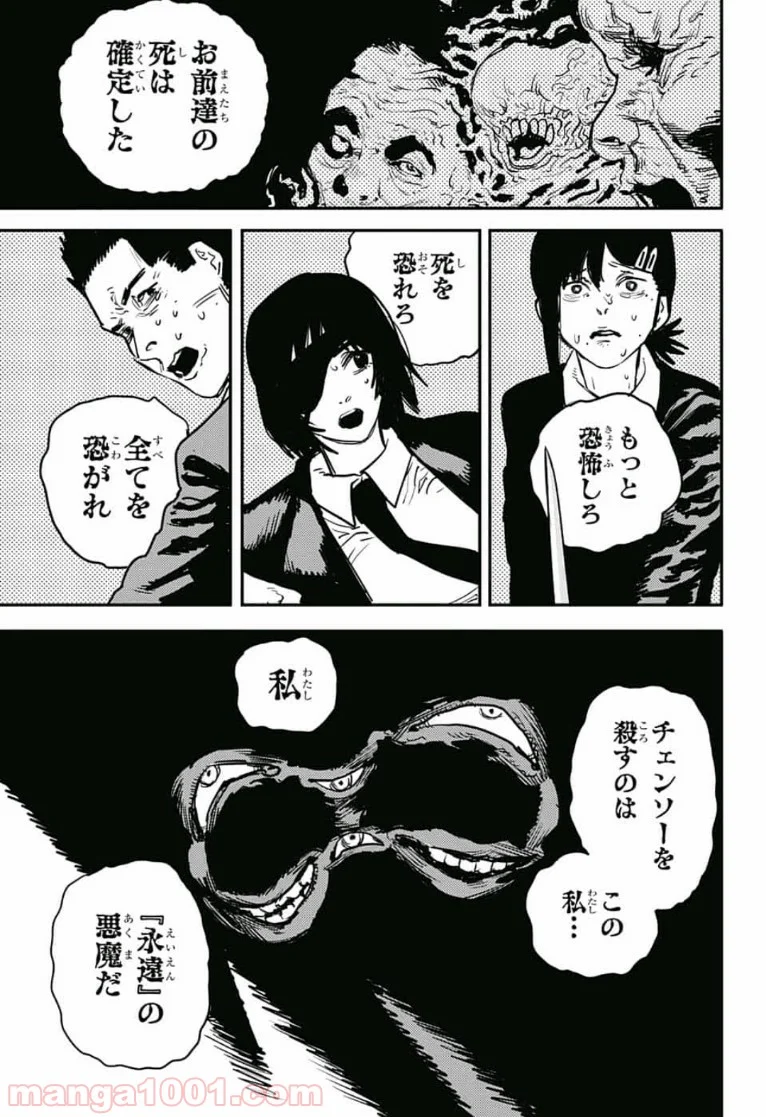 お前達の
死は
確定した
もっと
恐怖しろ
死を
恐れろ
全てを
恐がれ
チェンソーを
殺すのは
この
私…
私
『永遠』の
悪魔だ
manga1001.com